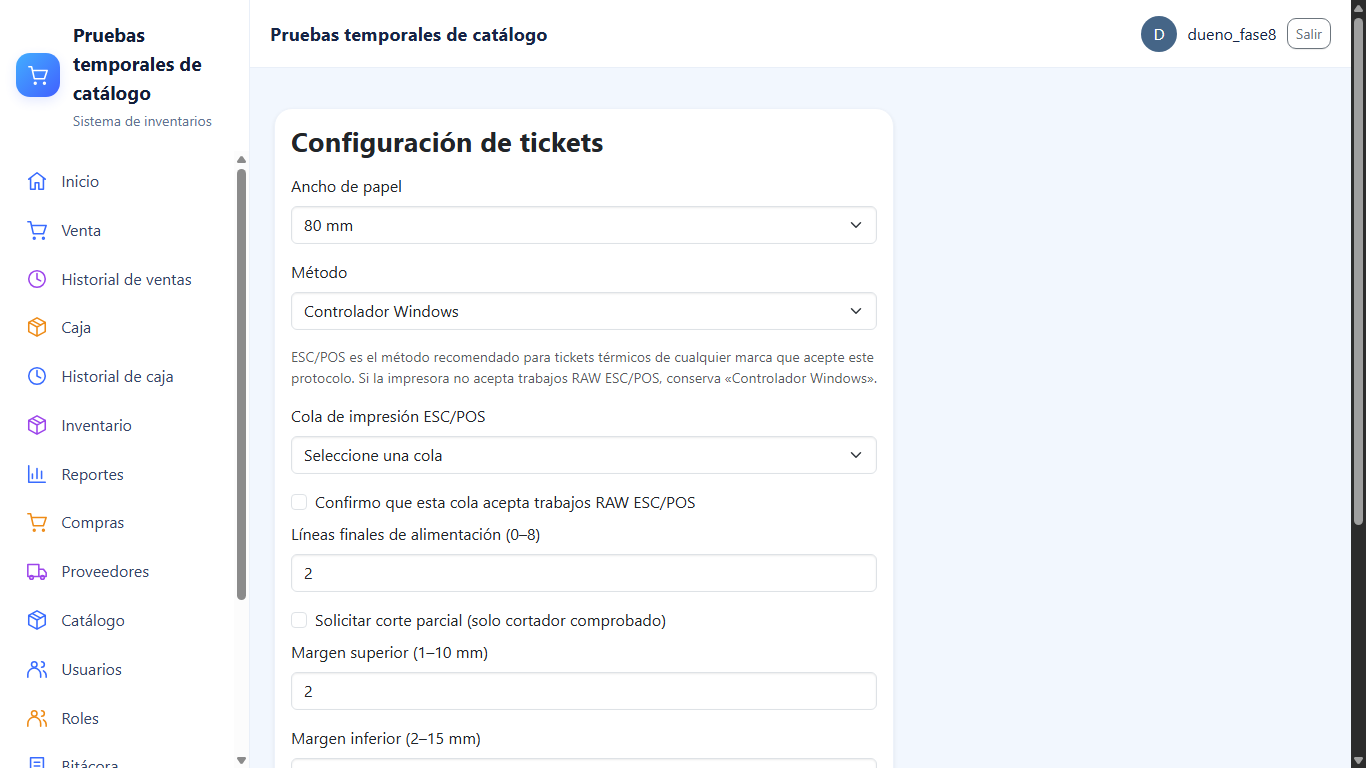 Pruebas
temporales de
catálogo
Sistema de inventarios
Inicio
Venta
Historial de ventas
Caja
Historial de caja
Inventario
Reportes
Compras
Proveedores
Catálogo
Usuarios
Roles
Bitácora
Pruebas temporales de catálogo
D
dueno_fase8
Salir
Configuración de tickets
Ancho de papel
80 mm
Método
Controlador Windows
ESC/POS es el método recomendado para tickets térmicos de cualquier marca que acepte este
protocolo. Si la impresora no acepta trabajos RAW ESC/POS, conserva «Controlador Windows».
Cola de impresión ESC/POS
Seleccione una cola
Confirmo que esta cola acepta trabajos RAW ESC/POS
Líneas finales de alimentación (0–8)
2
Solicitar corte parcial (solo cortador comprobado)
Margen superior (1–10 mm)
2
Margen inferior (2–15 mm)